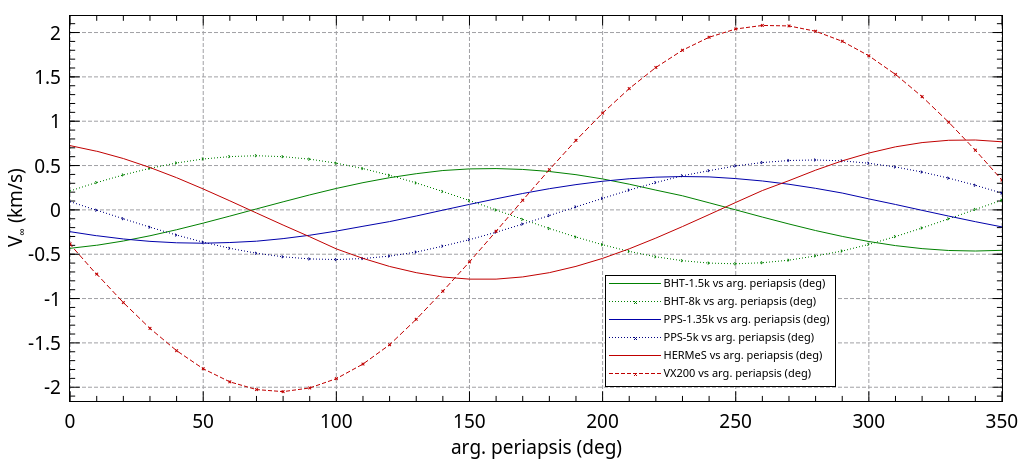 2
1.5
1
0.5
0
-0.5
-1
-1.5
-2
V∞ (km/s)
BHT-1.5k vs arg. periapsis (deg)
BHT-8k vs arg. periapsis (deg)
PPS-1.35k vs arg. periapsis (deg)
PPS-5k vs arg. periapsis (deg)
HERMeS vs arg. periapsis (deg)
VX200 vs arg. periapsis (deg)
0 50 100 150 200 250 300 350
arg. periapsis (deg)